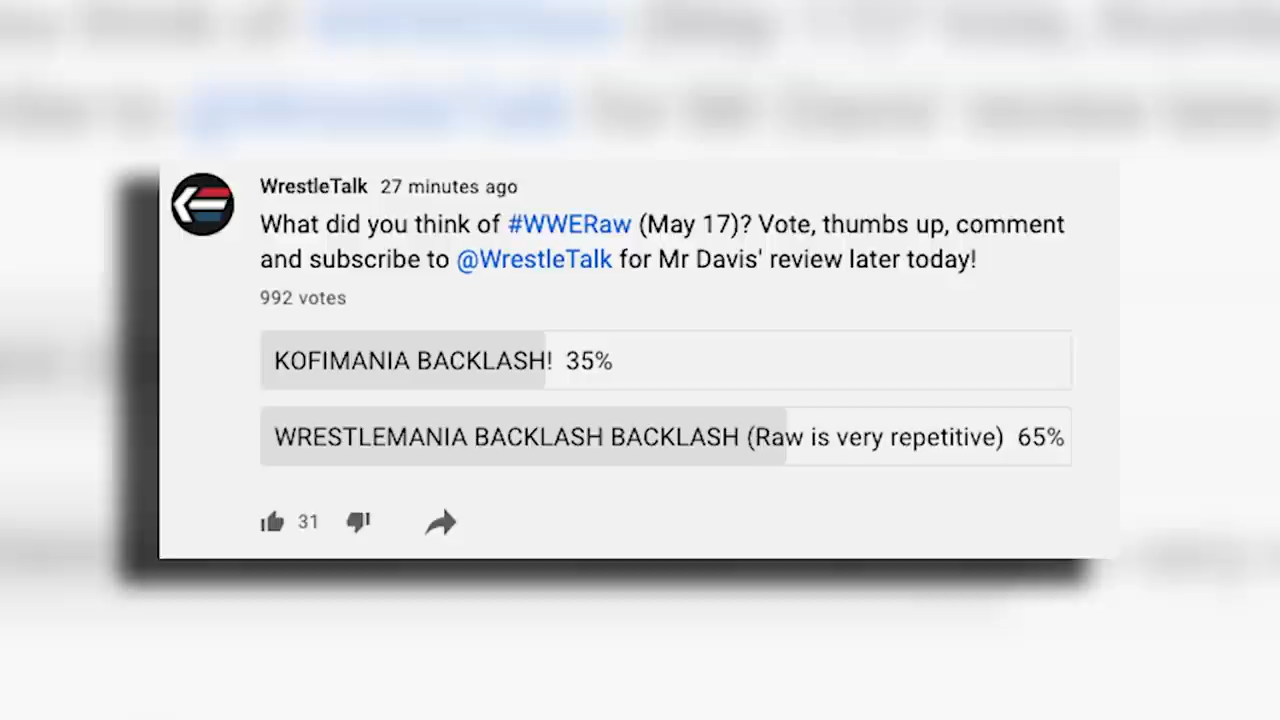 WrestleTalk 27 minutes ago
What did you think of #WWERaw (May 17)? Vote, thumbs up, comment
and subscribe to @WrestleTalk for Mr Davis' review later today!
992 votes
KOFIMANIA BACKLASH! 35%
WRESTLEMANIA BACKLASH BACKLASH (Raw is very repetitive) 65%
31